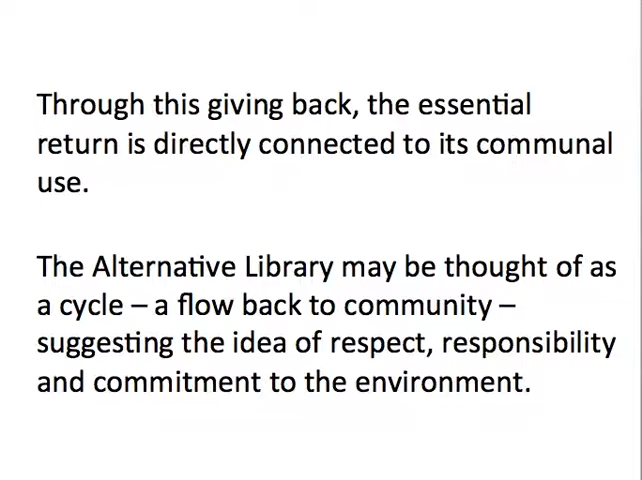 Through this giving back, the essential
return is directly connected to its communal
use.
The Alternative Library may be thought of as
a cycle – a flow back to community –
suggesting the idea of respect, responsibility
and commitment to the environment.